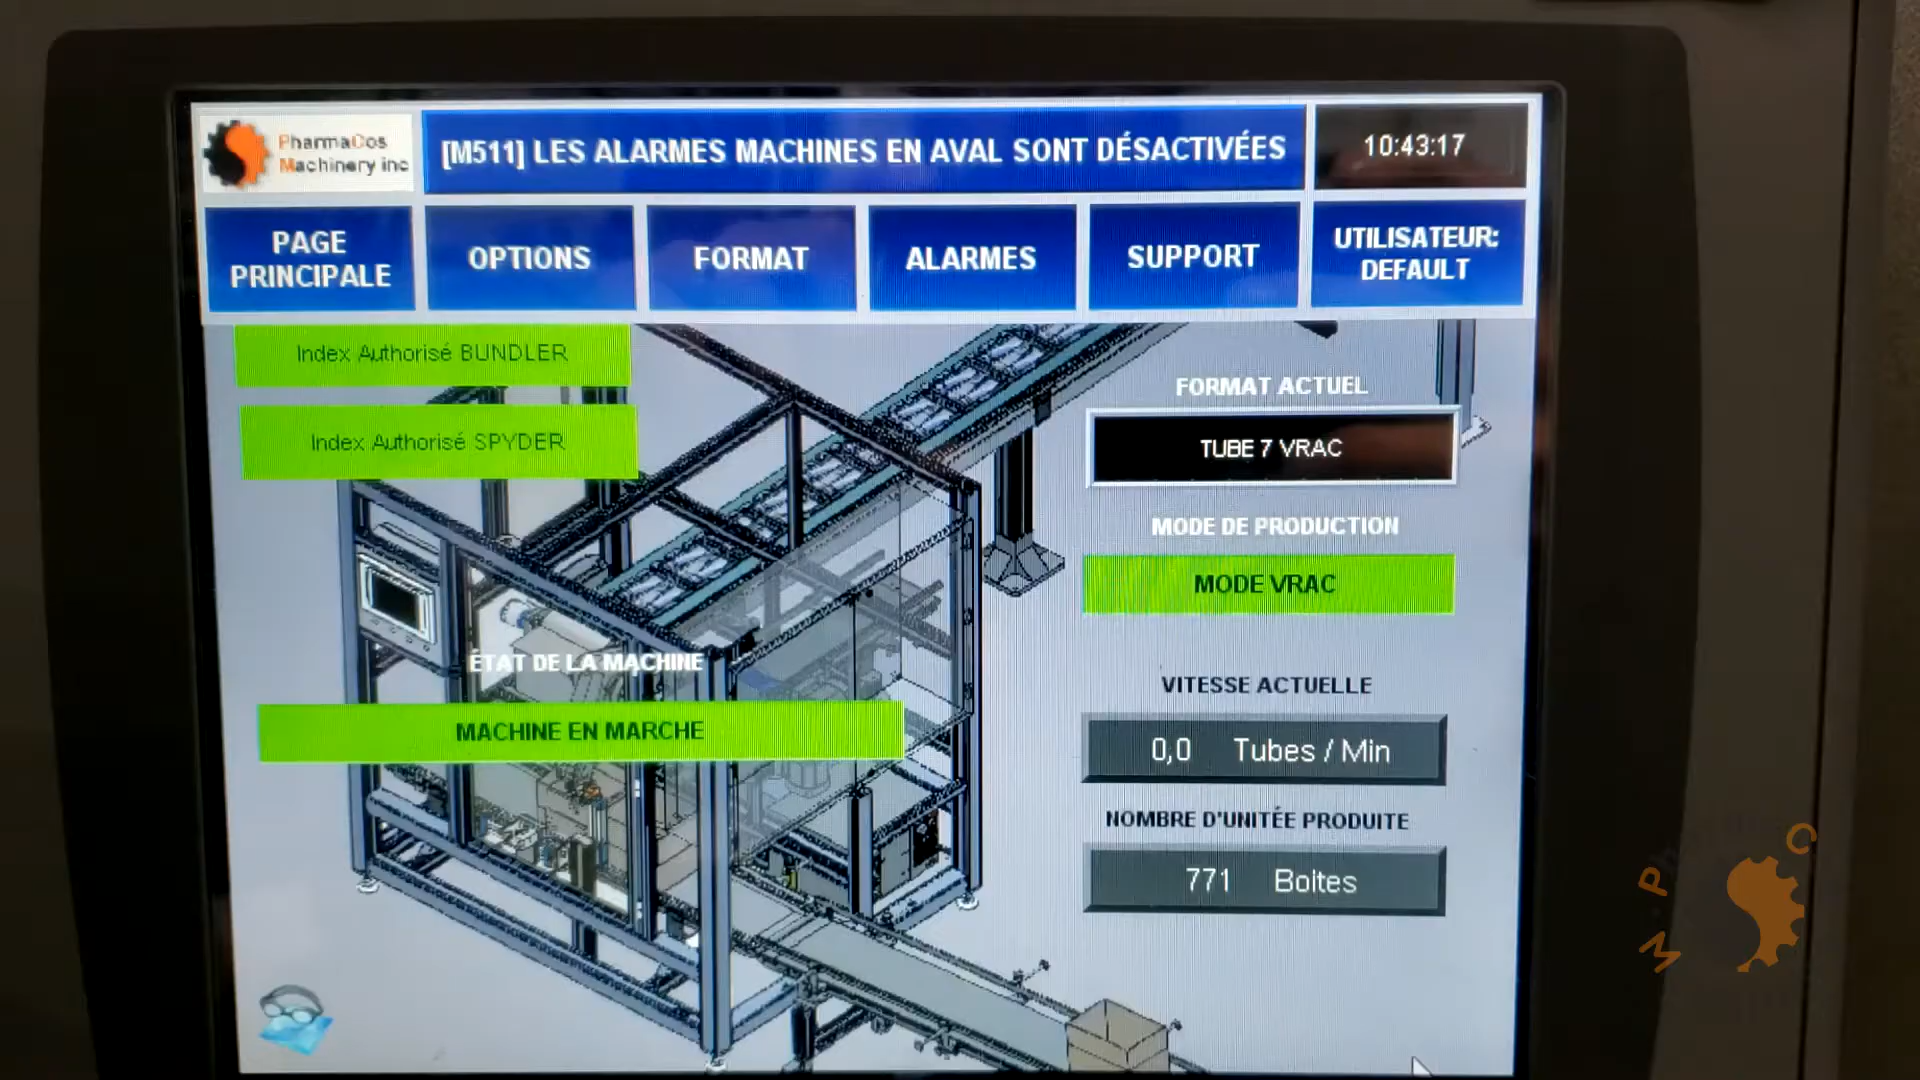 PharmaCos
Machinery inc
[M511] LES ALARMES MACHINES EN AVAL SONT DÉSACTIVÉES
10:43:17
PAGE
PRINCIPALE
OPTIONS
FORMAT
ALARMES
SUPPORT
UTILISATEUR:
DEFAULT
Index Authorisé BUNDLER
Index Authorisé SPYDER
FORMAT ACTUEL
TUBE 7 VRAC
MODE DE PRODUCTION
MODE VRAC
ÉTAT DE LA MACHINE
MACHINE EN MARCHE
VITESSE ACTUELLE
0,0 Tubes / Min
NOMBRE D'UNITÉE PRODUITE
771 Boites